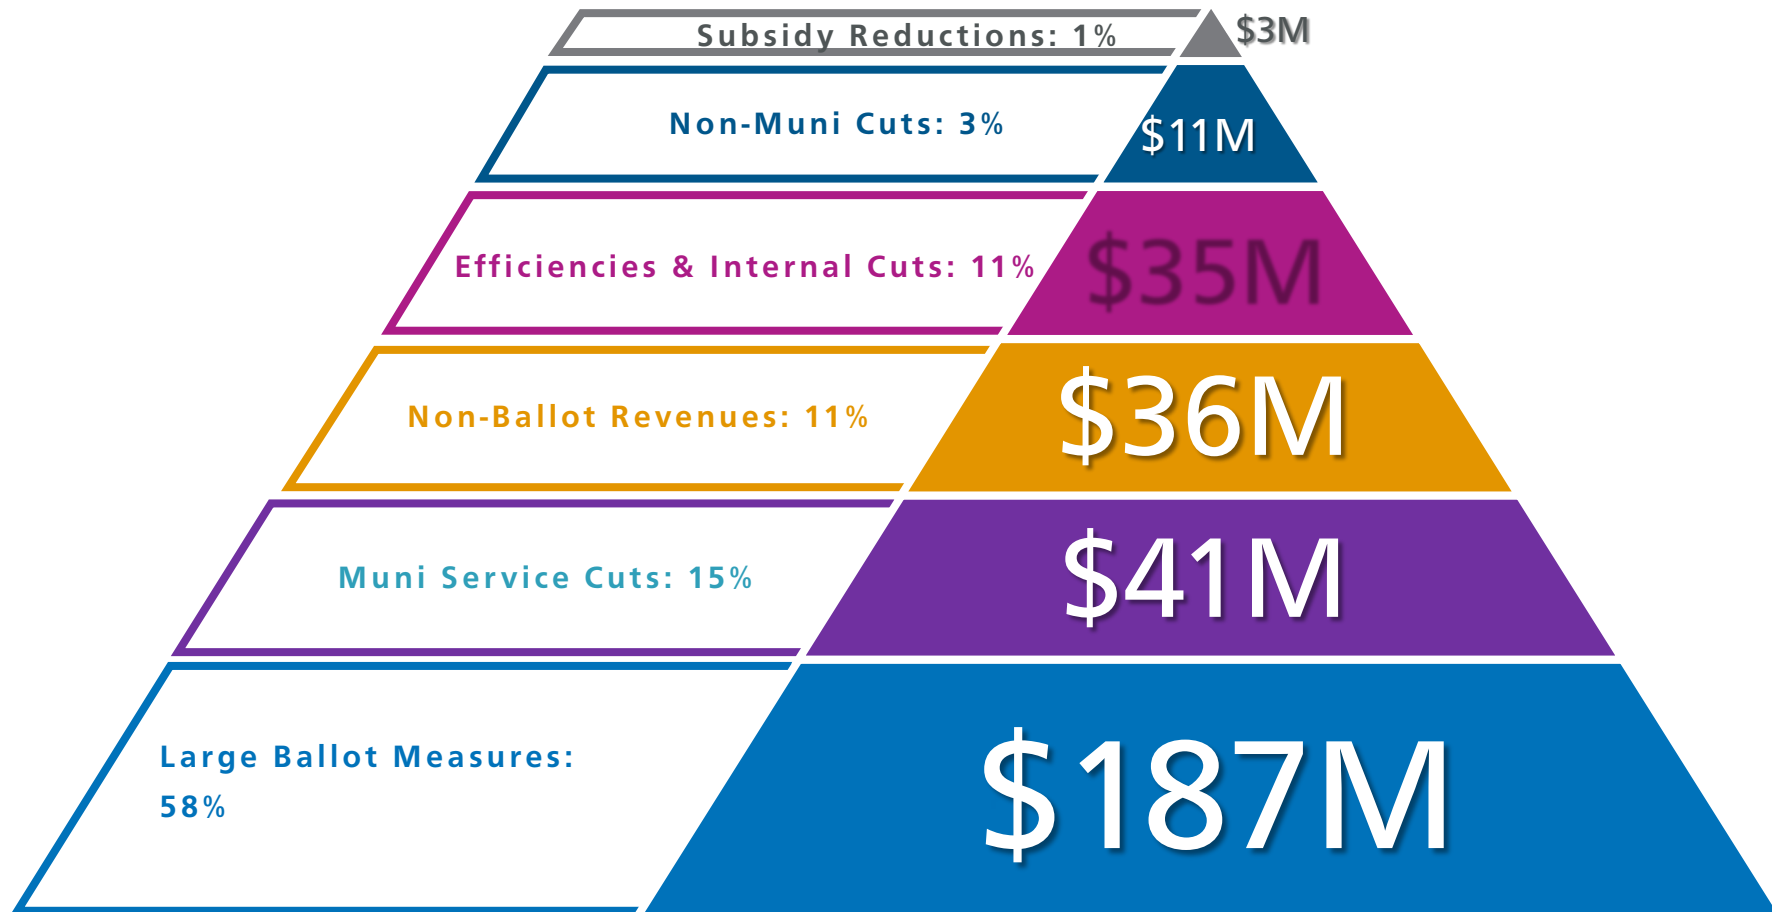 Subsidy Reductions: 1%
$3M
Non-Muni Cuts: 3%
$11M
Efficiencies & Internal Cuts: 11%
$35M
Non-Ballot Revenues: 11%
$36M
Muni Service Cuts: 15%
$41M
Large Ballot Measures:
58%
$187M